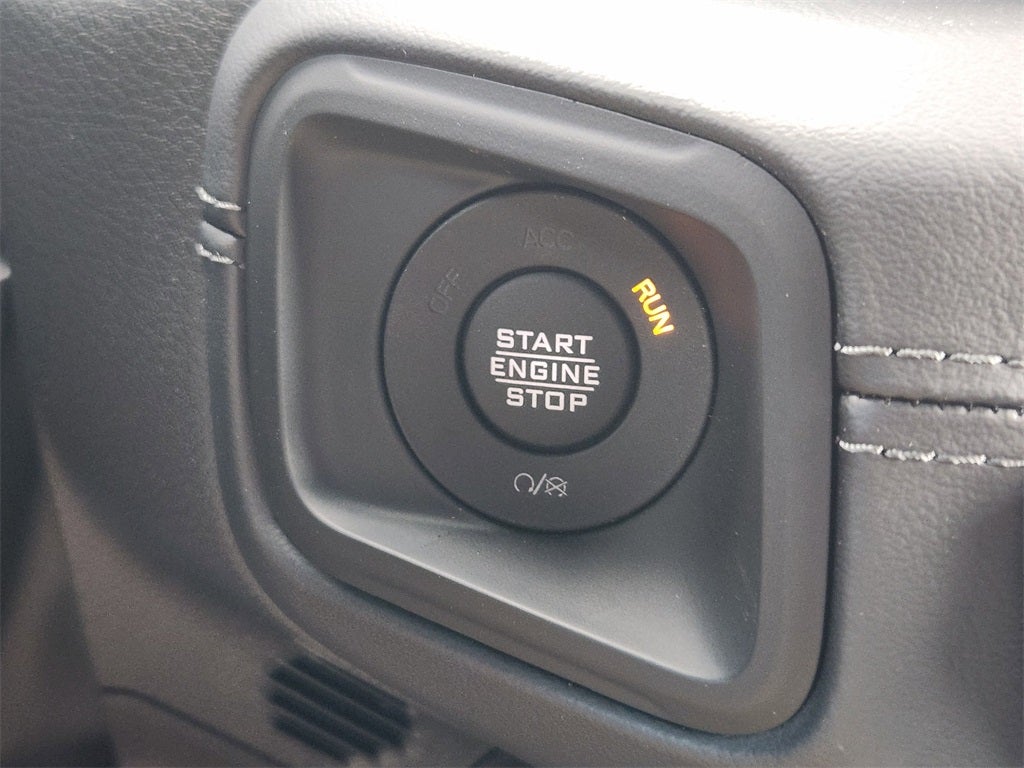 ACC
OFF
RUN
START
ENGINE
STOP